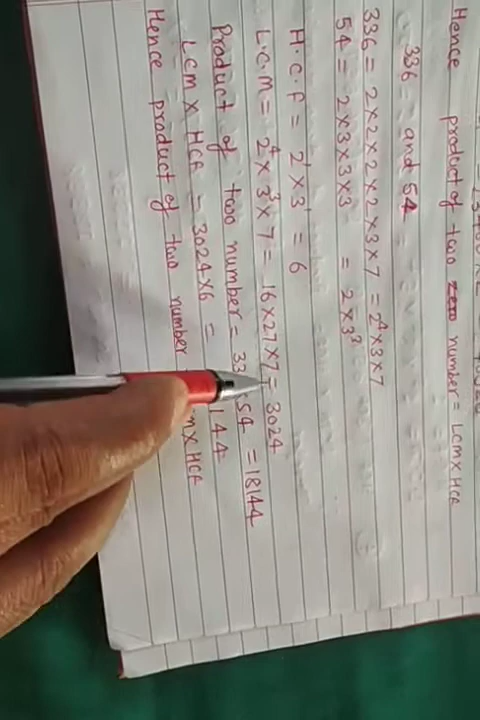 Hence product of two number = LCM X HCF
336 and 54
336 = 2×2×2×2×3×7 = 2⁴×3×7
54 = 2×3×3×3 = 2×3³
H.C.F = 2¹×3¹ = 6
L.C.M = 2⁴×3³×7 = 16×27×7 = 3024
Product of two number = 33 54 = 18144
LCM X HCF = 3024×6 = 144
Hence product of two number MX HCF